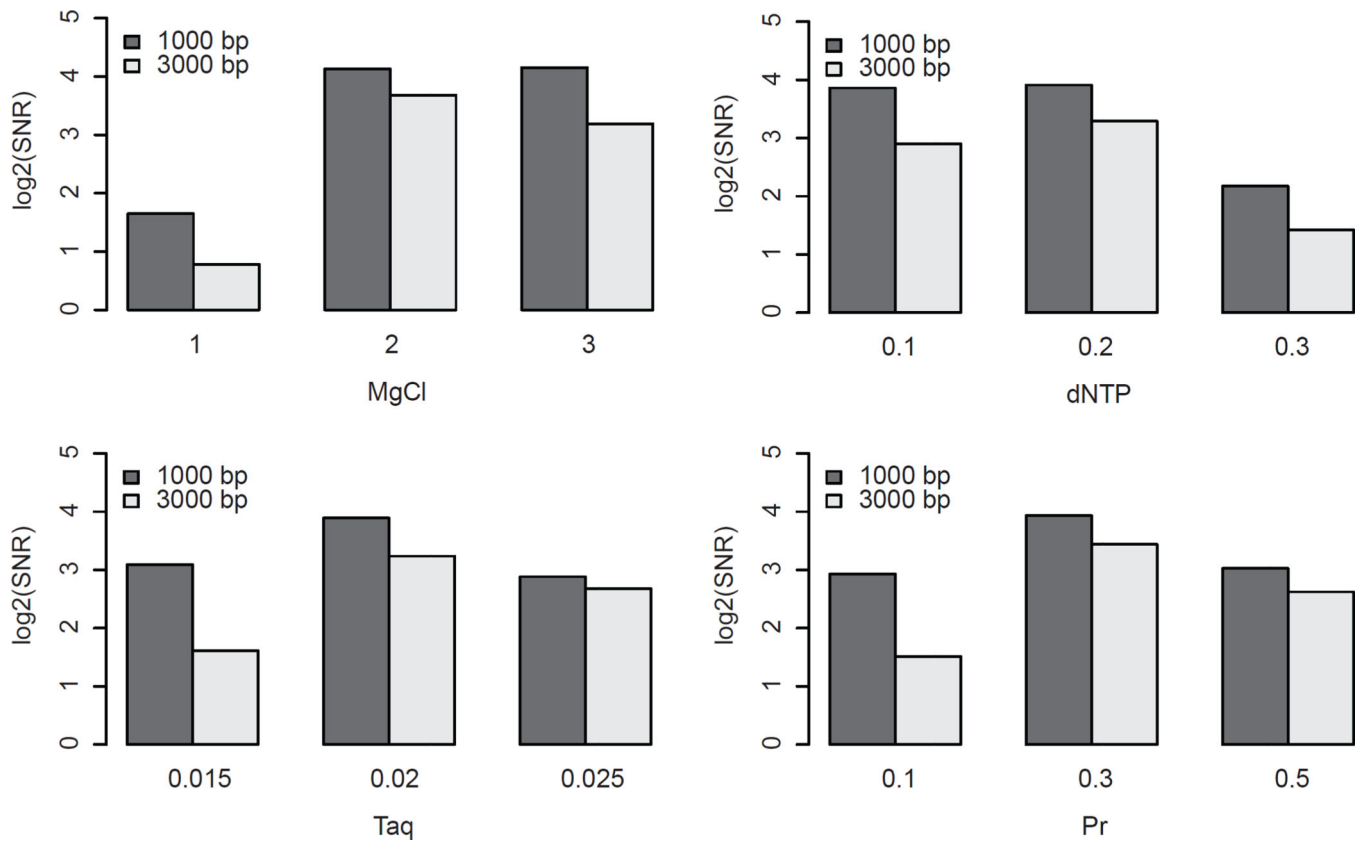 1000 bp
3000 bp
log2(SNR)
0 1 2 3 4 5
1 2 3
MgCl
1000 bp
3000 bp
log2(SNR)
0 1 2 3 4 5
0.1 0.2 0.3
dNTP
1000 bp
3000 bp
log2(SNR)
0 1 2 3 4 5
0.015 0.02 0.025
Taq
1000 bp
3000 bp
log2(SNR)
0 1 2 3 4 5
0.1 0.3 0.5
Pr